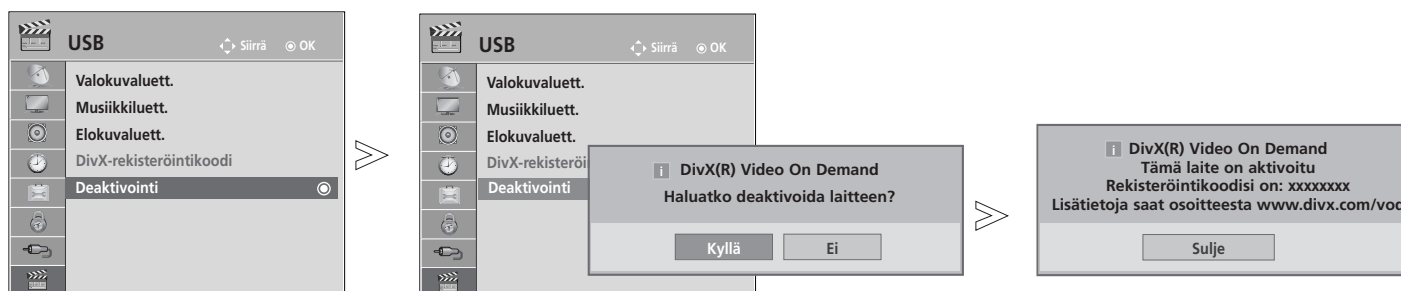 USB
Siirrä OK
Valokuvaluett.
Musiikkiluett.
Elokuvaluett.
DivX-rekisteröintikoodi
Deaktivointi
USB
Siirrä OK
Valokuvaluett.
Musiikkiluett.
Elokuvaluett.
DivX-rekisteröi
Deaktivointi
i DivX(R) Video On Demand
Haluatko deaktivoida laitteen?
Kyllä Ei
i DivX(R) Video On Demand
Tämä laite on aktivoitu
Rekisteröintikoodisi on: xxxxxxxx
Lisätietoja saat osoitteesta www.divx.com/vod
Sulje